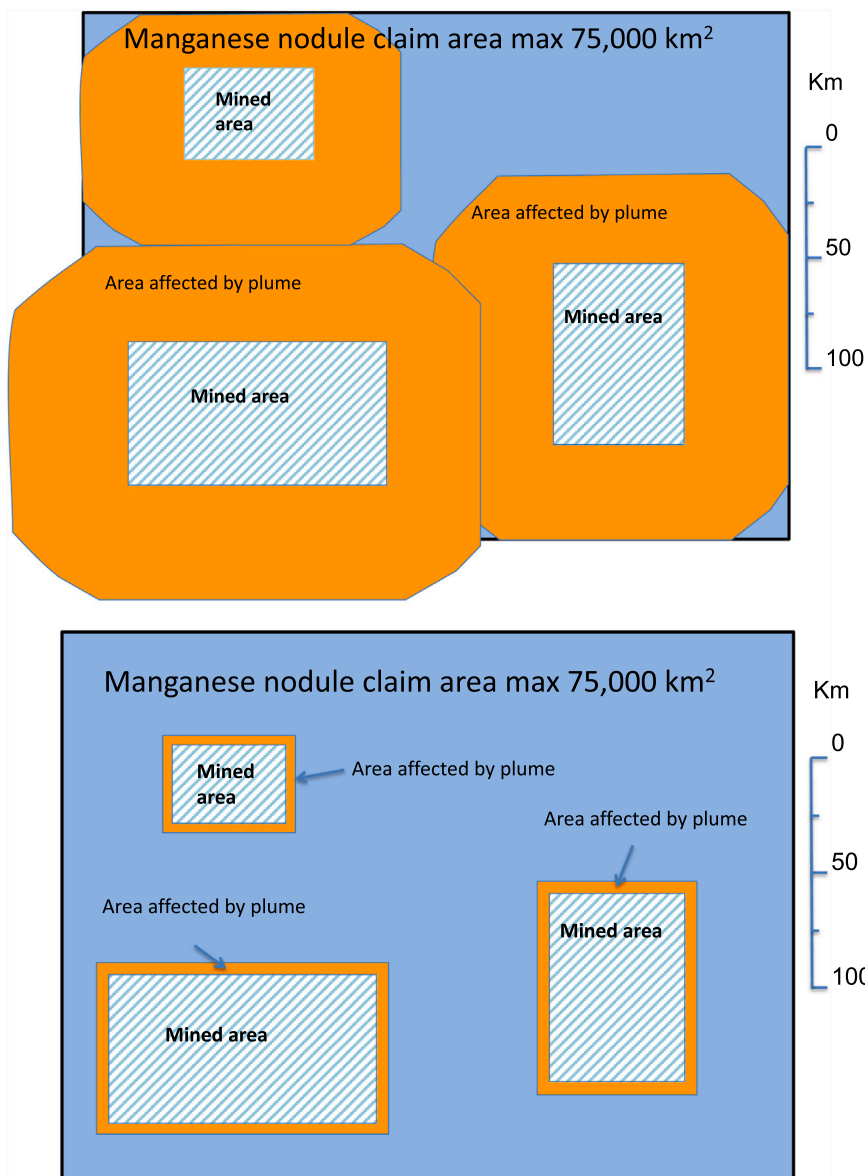 Manganese nodule claim area max 75,000 km²
Mined
area
Km
0
Area affected by plume
50
Area affected by plume
Mined area
100
Mined area
Manganese nodule claim area max 75,000 km²
Km
0
Mined
area
Area affected by plume
Area affected by plume
50
Area affected by plume
Mined area
100
Mined area